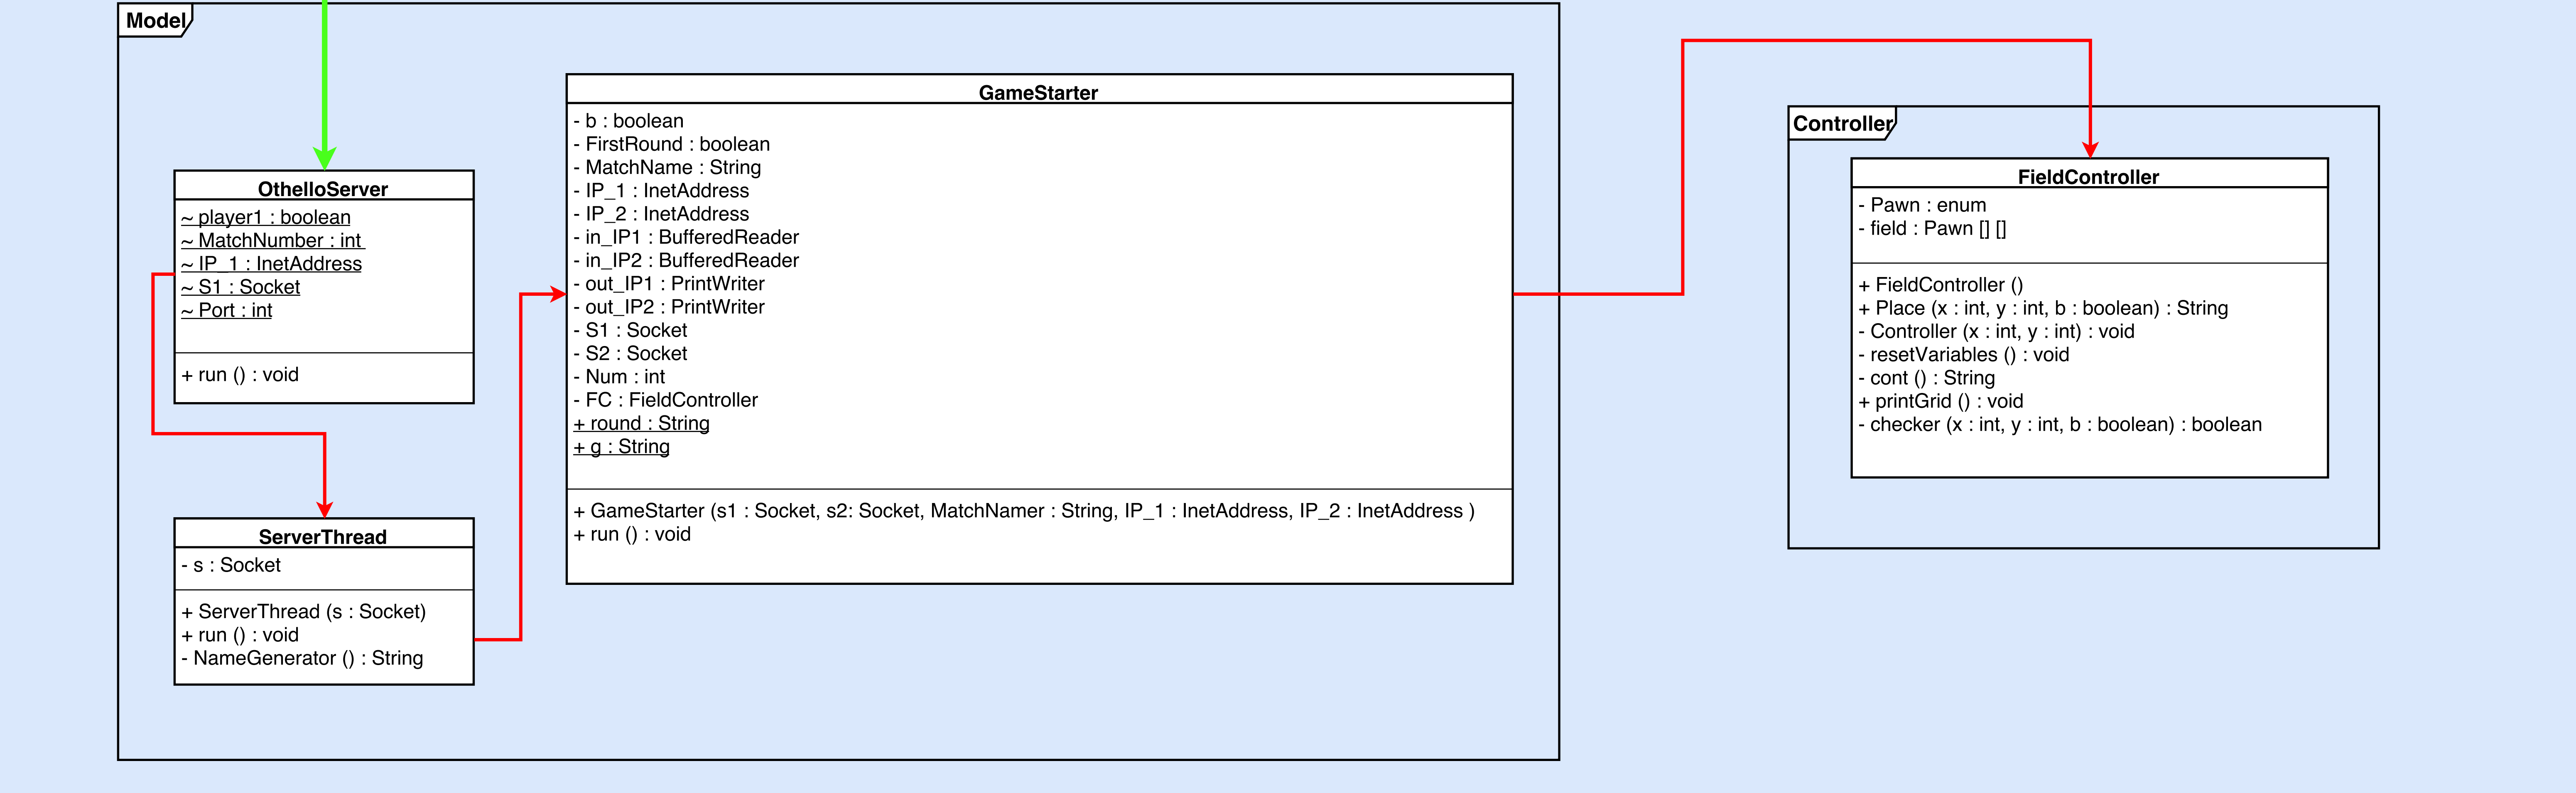 Model
OthelloServer
~ player1 : boolean
~ MatchNumber : int
~ IP_1 : InetAddress
~ S1 : Socket
~ Port : int
+ run () : void
ServerThread
- s : Socket
+ ServerThread (s : Socket)
+ run () : void
- NameGenerator () : String
GameStarter
- b : boolean
- FirstRound : boolean
- MatchName : String
- IP_1 : InetAddress
- IP_2 : InetAddress
- in_IP1 : BufferedReader
- in_IP2 : BufferedReader
- out_IP1 : PrintWriter
- out_IP2 : PrintWriter
- S1 : Socket
- S2 : Socket
- Num : int
- FC : FieldController
+ round : String
+ g : String
+ GameStarter (s1 : Socket, s2: Socket, MatchNamer : String, IP_1 : InetAddress, IP_2 : InetAddress )
+ run () : void
Controller
FieldController
- Pawn : enum
- field : Pawn [] []
+ FieldController ()
+ Place (x : int, y : int, b : boolean) : String
- Controller (x : int, y : int) : void
- resetVariables () : void
- cont () : String
+ printGrid () : void
- checker (x : int, y : int, b : boolean) : boolean